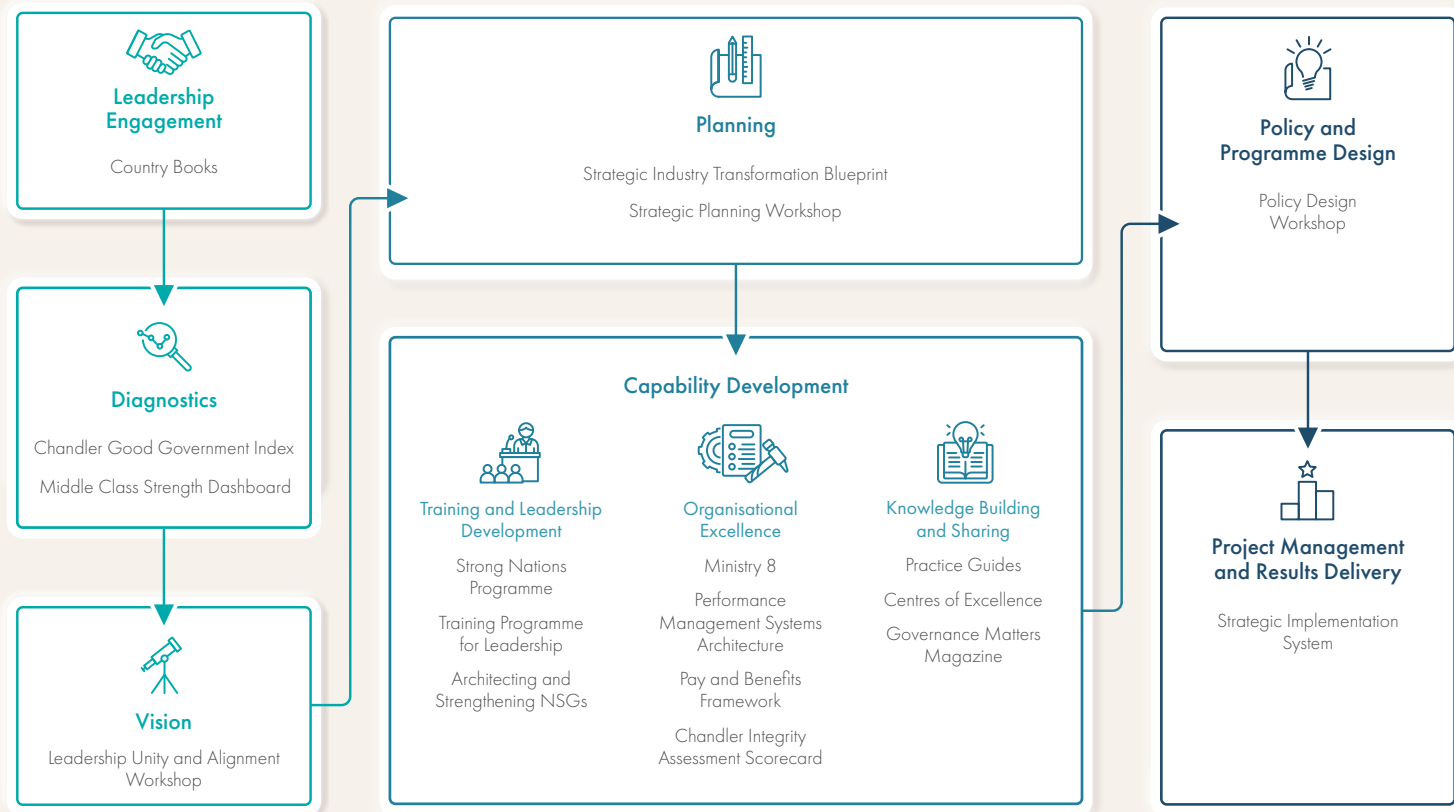 Leadership
Engagement
Country Books
Diagnostics
Chandler Good Government Index
Middle Class Strength Dashboard
Vision
Leadership Unity and Alignment
Workshop
Planning
Strategic Industry Transformation Blueprint
Strategic Planning Workshop
Capability Development
Training and Leadership
Development
Strong Nations
Programme
Training Programme
for Leadership
Architecting and
Strengthening NSGs
Organisational
Excellence
Ministry 8
Performance
Management Systems
Architecture
Pay and Benefits
Framework
Chandler Integrity
Assessment Scorecard
Knowledge Building
and Sharing
Practice Guides
Centres of Excellence
Governance Matters
Magazine
Policy and
Programme Design
Policy Design
Workshop
Project Management
and Results Delivery
Strategic Implementation
System